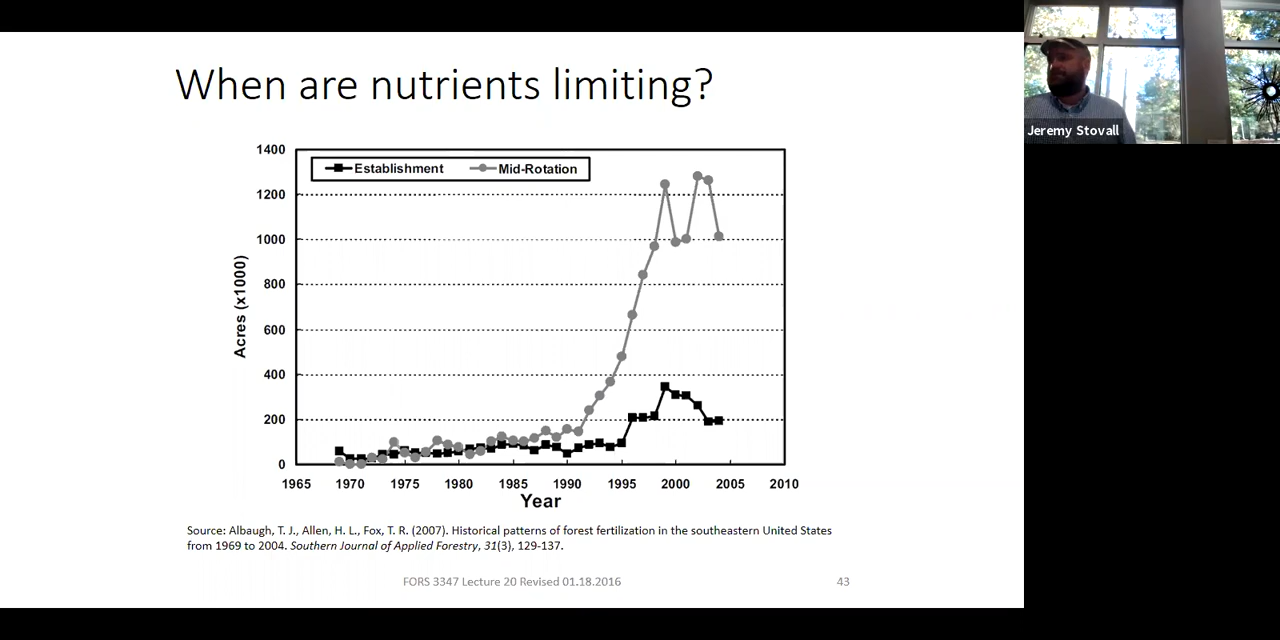 When are nutrients limiting?
Jeremy Stovall
1400
1200
1000
800
600
400
200
0
Acres (x1000)
Establishment
Mid-Rotation
1965
1970
1975
1980
1985
1990
1995
2000
2005
2010
Year
Source: Albaugh, T. J., Allen, H. L., Fox, T. R. (2007). Historical patterns of forest fertilization in the southeastern United States
from 1969 to 2004. Southern Journal of Applied Forestry, 31(3), 129-137.
FORS 3347 Lecture 20 Revised 01.18.2016
43